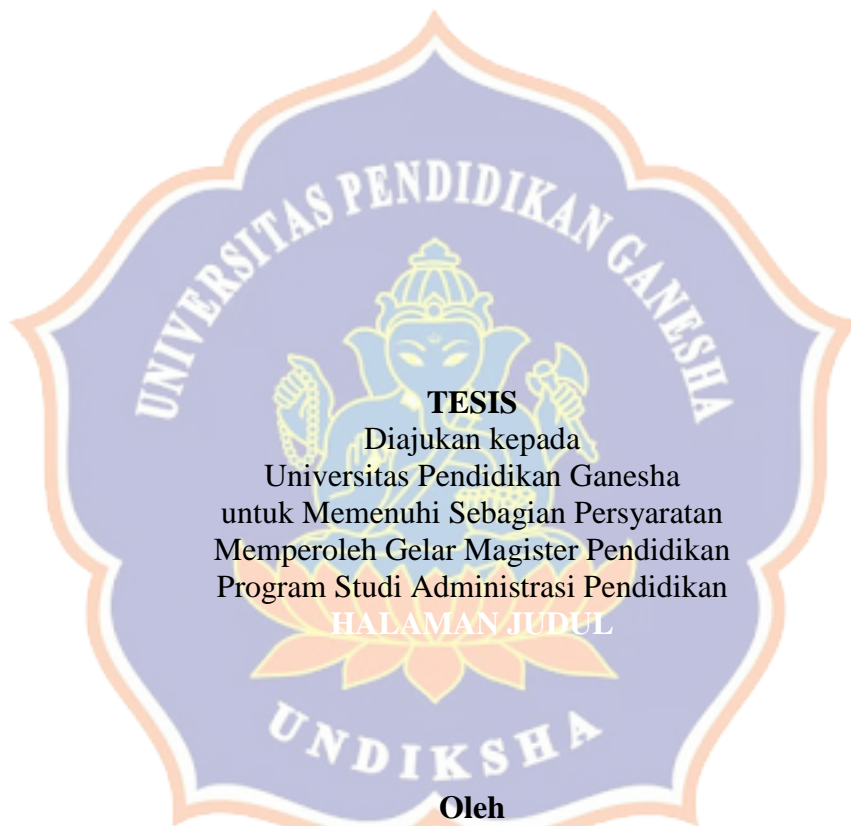 UNIVERSITAS PENDIDIKAN GANESHA
TESIS
Diajukan kepada
Universitas Pendidikan Ganesha
untuk Memenuhi Sebagian Persyaratan
Memperoleh Gelar Magister Pendidikan
Program Studi Administrasi Pendidikan
HALAMAN JUDUL
UNDIKSHA
Oleh